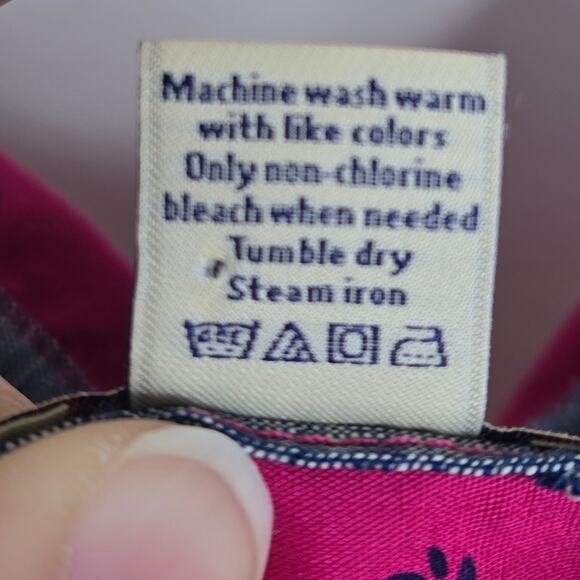 Machine wash warm
with like colors
Only non-chlorine
bleach when needed
Tumble dry
Steam iron